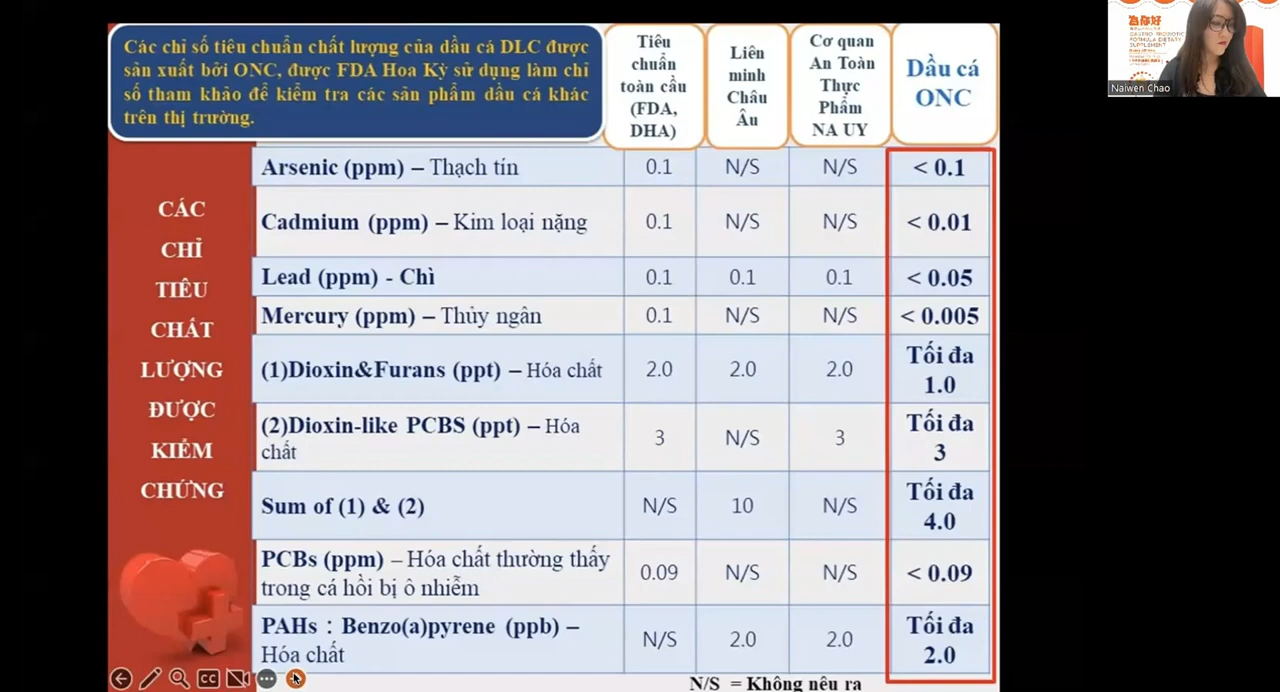 Các chỉ số tiêu chuẩn chất lượng của dầu cá DLC được
sản xuất bởi ONC, được FDA Hoa Kỳ sử dụng làm chỉ
số tham khảo để kiểm tra các sản phẩm dầu cá khác
trên thị trường.
Tiêu
chuẩn
toàn cầu
(FDA,
DHA)
Liên
minh
Châu
Âu
Cơ quan
An Toàn
Thực
Phẩm
NA UY
Dầu cá
ONC
CÁC
CHỈ
TIÊU
CHẤT
LƯỢNG
ĐƯỢC
KIỂM
CHỨNG
Arsenic (ppm) – Thạch tín 0.1 N/S N/S < 0.1
Cadmium (ppm) – Kim loại nặng 0.1 N/S N/S < 0.01
Lead (ppm) - Chì 0.1 0.1 0.1 < 0.05
Mercury (ppm) – Thủy ngân 0.1 N/S N/S < 0.005
(1)Dioxin&Furans (ppt) – Hóa chất 2.0 2.0 2.0 Tối đa
1.0
(2)Dioxin-like PCBS (ppt) – Hóa
chất 3 N/S 3 Tối đa
3
Sum of (1) & (2) N/S 10 N/S Tối đa
4.0
PCBs (ppm) – Hóa chất thường thấy
trong cá hồi bị ô nhiễm 0.09 N/S N/S < 0.09
PAHs : Benzo(a)pyrene (ppb) –
Hóa chất N/S 2.0 2.0 Tối đa
2.0
N/S = Không nêu ra
CC
為你好
GASTRO PROBIOTIC
FORMULA DIETARY
SUPPLEMENT
Naiwen Chao